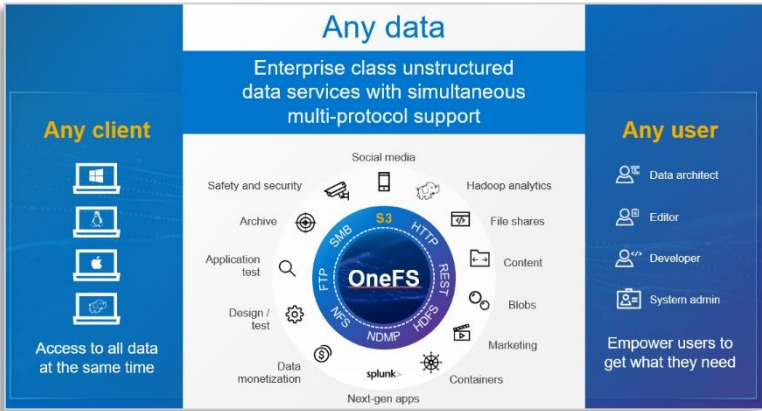 Any data
Enterprise class unstructured
data services with simultaneous
multi-protocol support
Any client
Access to all data
at the same time
Social media
Safety and security
Hadoop analytics
Archive
File shares
Application
test
Content
Design /
test
Blobs
Data
monetization
Marketing
splunk>
Containers
Next-gen apps
S3
HTTP
REST
HDFS
NDMP
NFS
FTP
SMB
OneFS
Any user
Data architect
Editor
Developer
System admin
Empower users to
get what they need